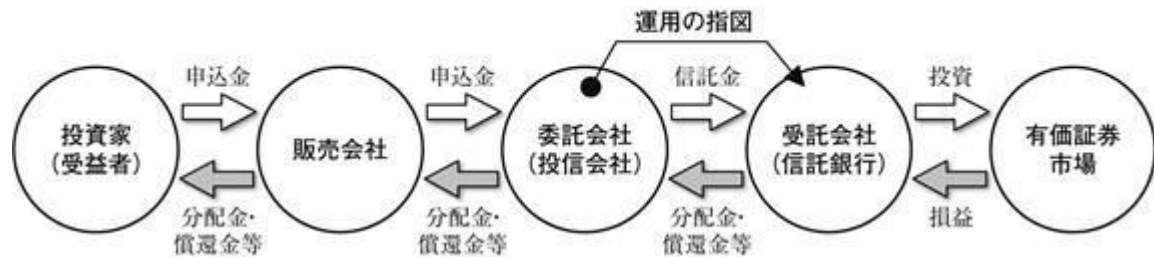 運用の指図
申込金
申込金
信託金
投資
投資家
(受益者)
販売会社
委託会社
(投信会社)
受託会社
(信託銀行)
有価証券
市場
分配金・
償還金等
分配金・
償還金等
分配金・
償還金等
損益